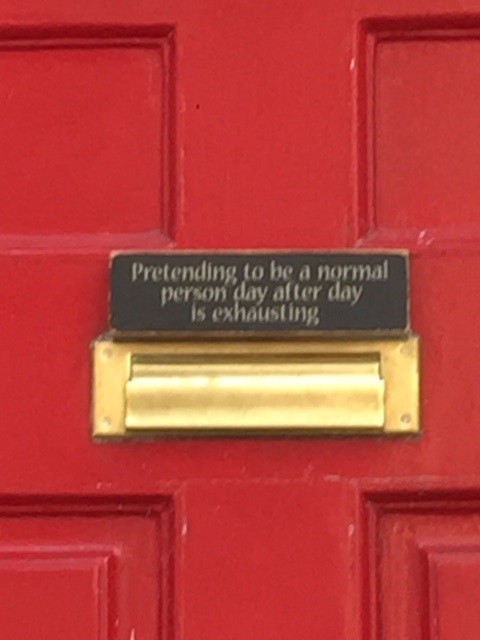 Pretending to be a normal
person day after day
is exhausting